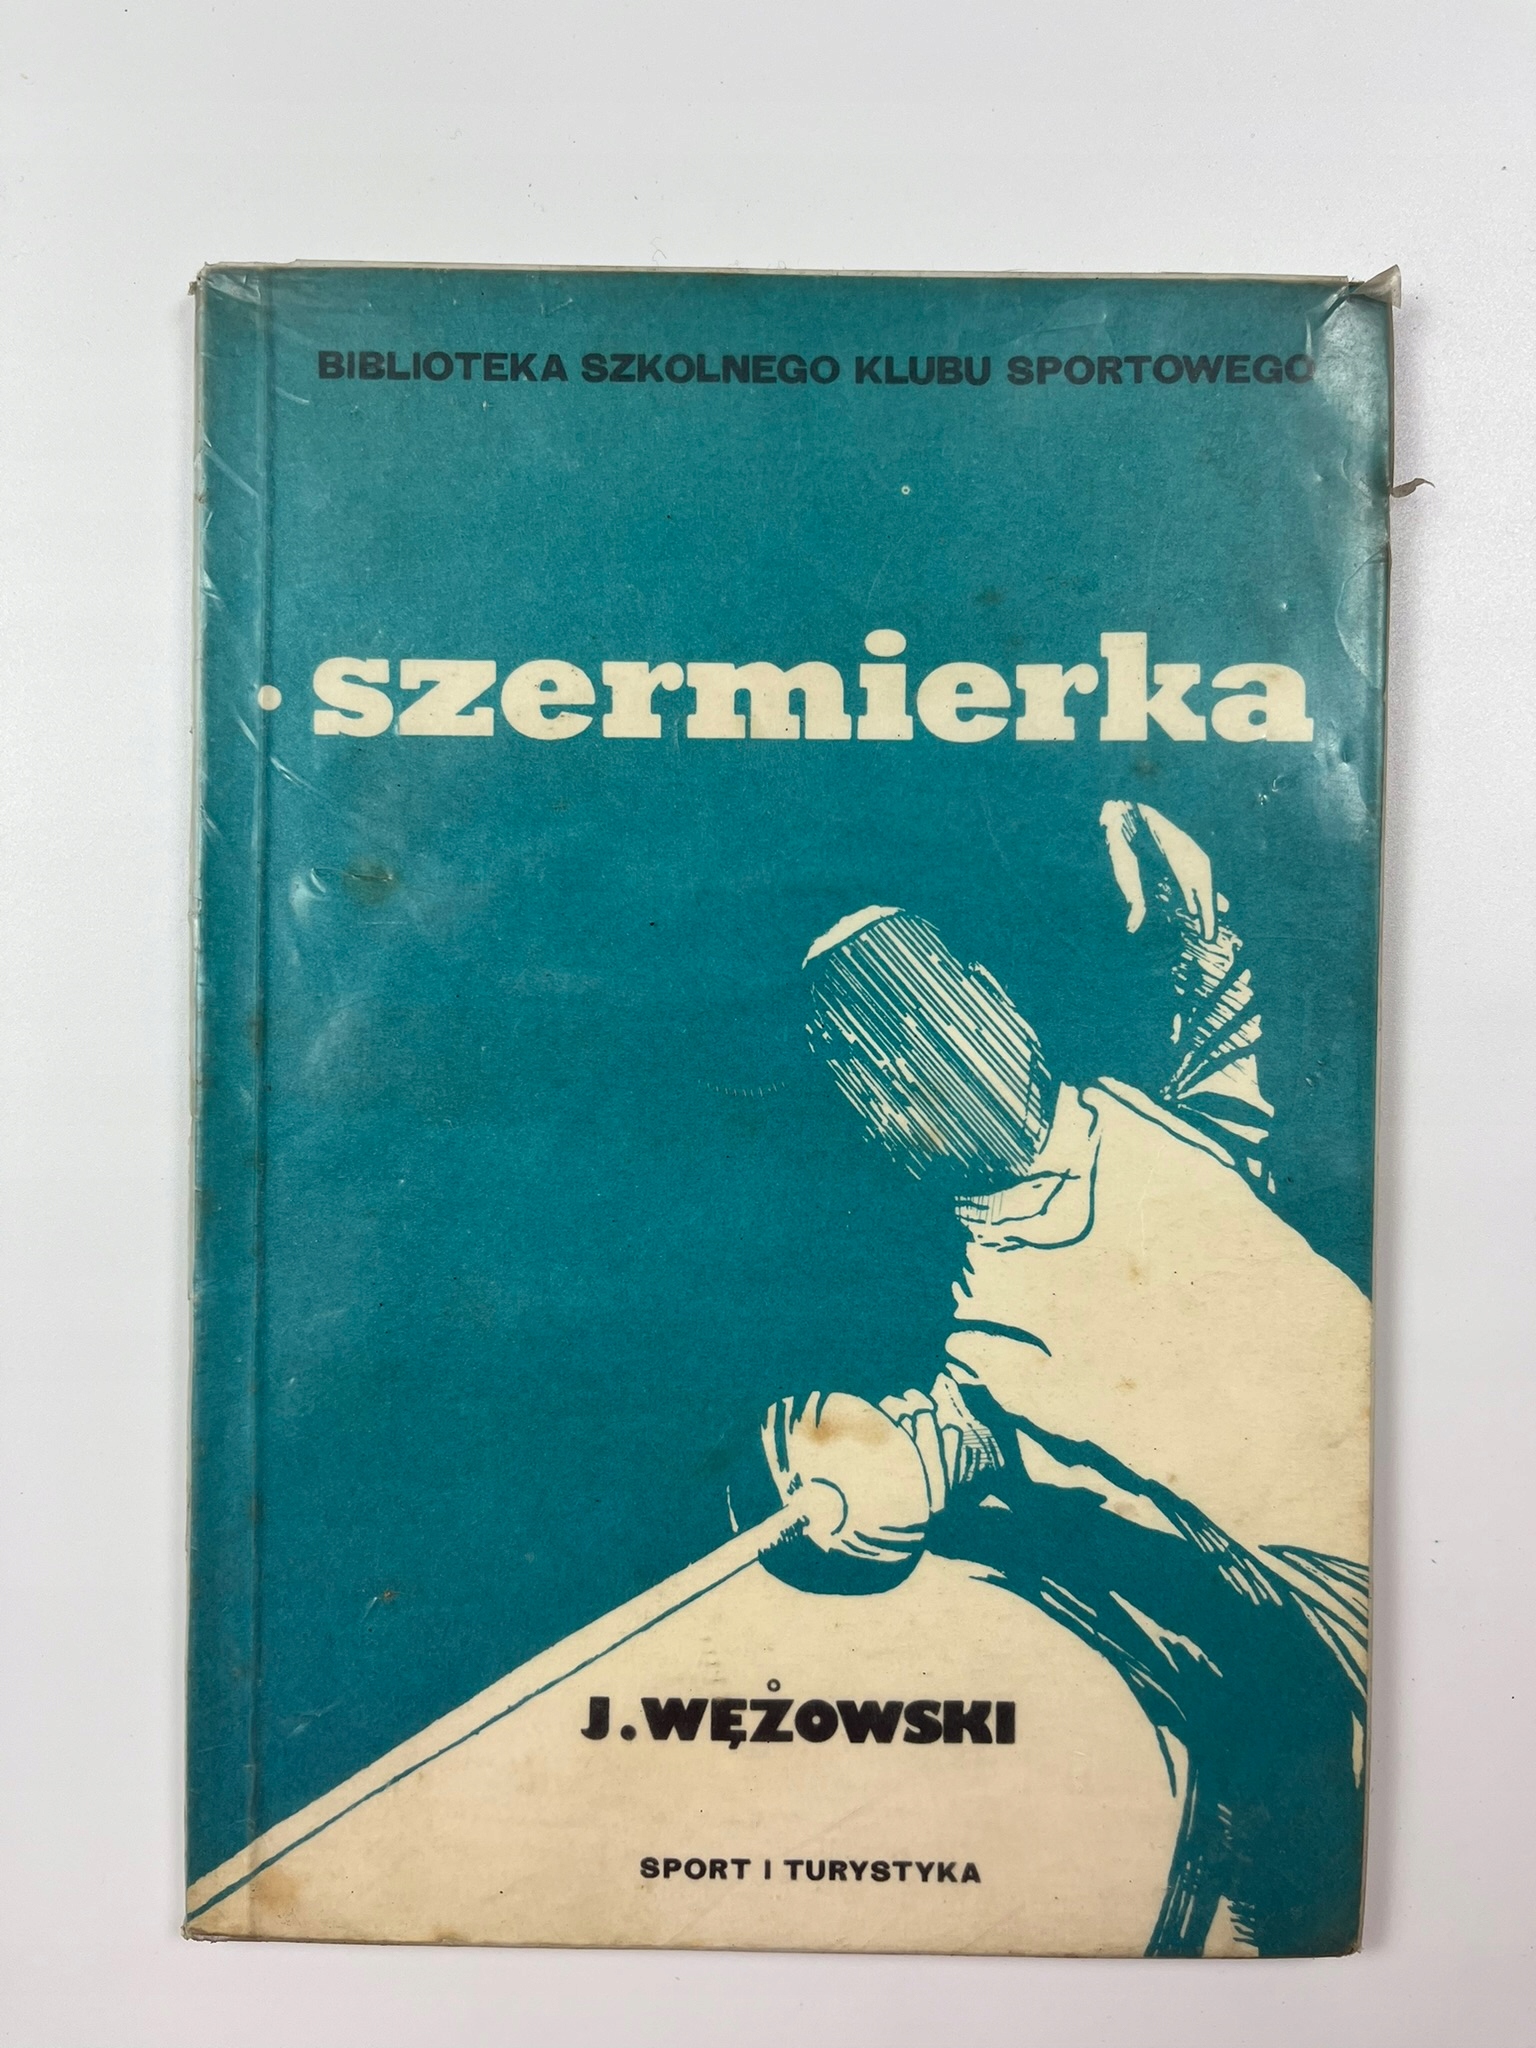 BIBLIOTEKA SZKOLNEGO KLUBU SPORTOWEGO
szermierka
J. WĘŻOWSKI
SPORT I TURYSTYKA